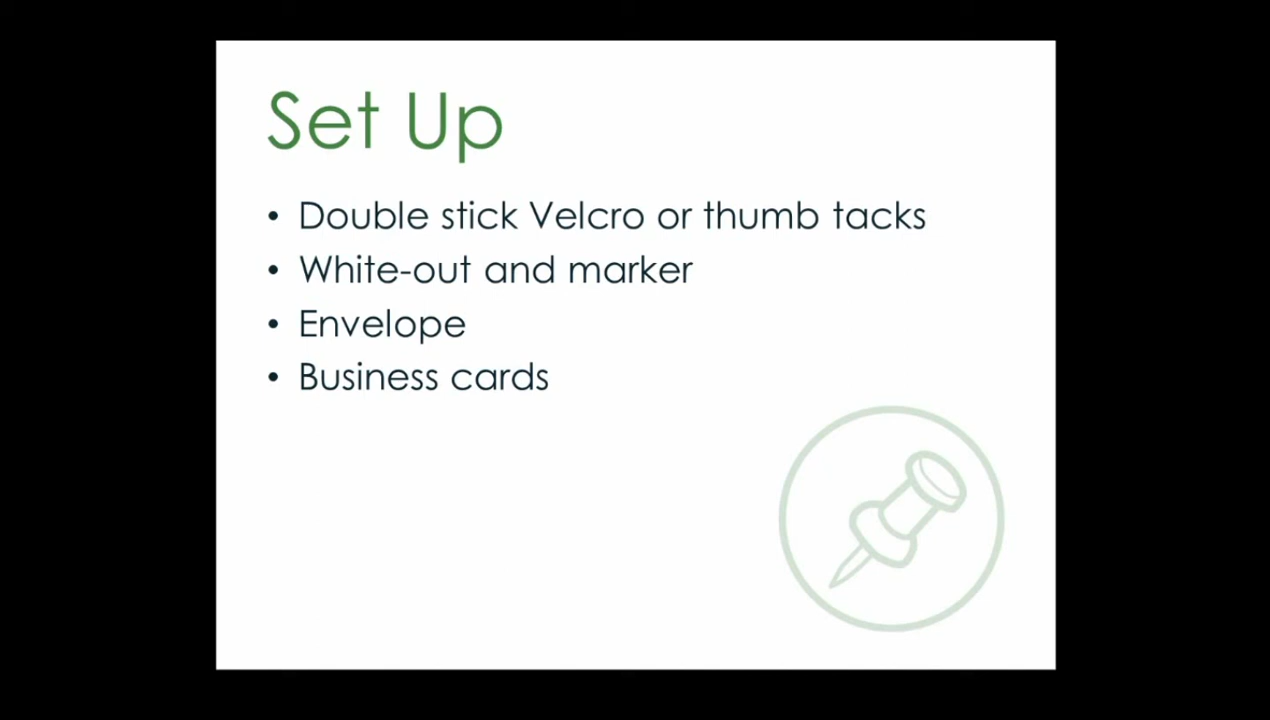 Set Up
• Double stick Velcro or thumb tacks
• White-out and marker
• Envelope
• Business cards